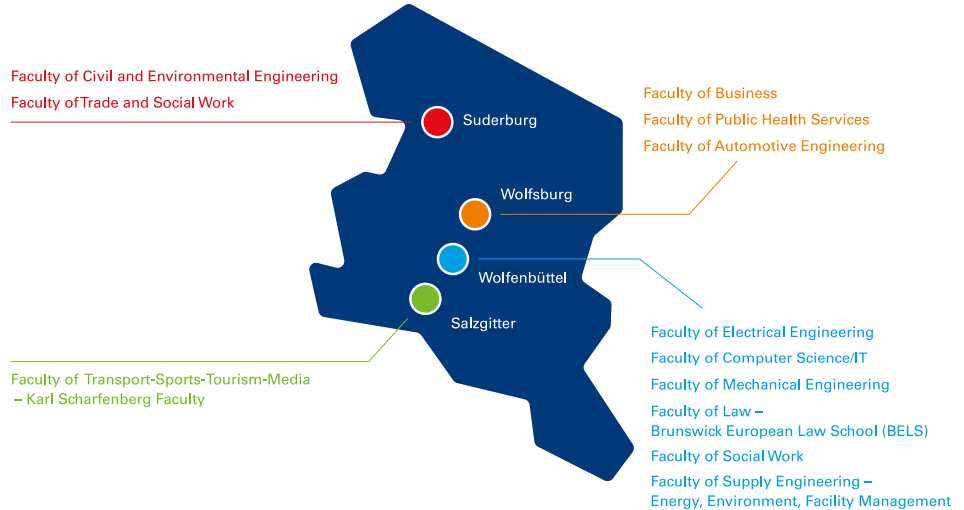 Faculty of Civil and Environmental Engineering
Faculty of Trade and Social Work
Suderburg
Faculty of Business
Faculty of Public Health Services
Faculty of Automotive Engineering
Wolfsburg
Wolfenbüttel
Salzgitter
Faculty of Transport-Sports-Tourism-Media
– Karl Scharfenberg Faculty
Faculty of Electrical Engineering
Faculty of Computer Science/IT
Faculty of Mechanical Engineering
Faculty of Law –
Brunswick European Law School (BELS)
Faculty of Social Work
Faculty of Supply Engineering –
Energy, Environment, Facility Management